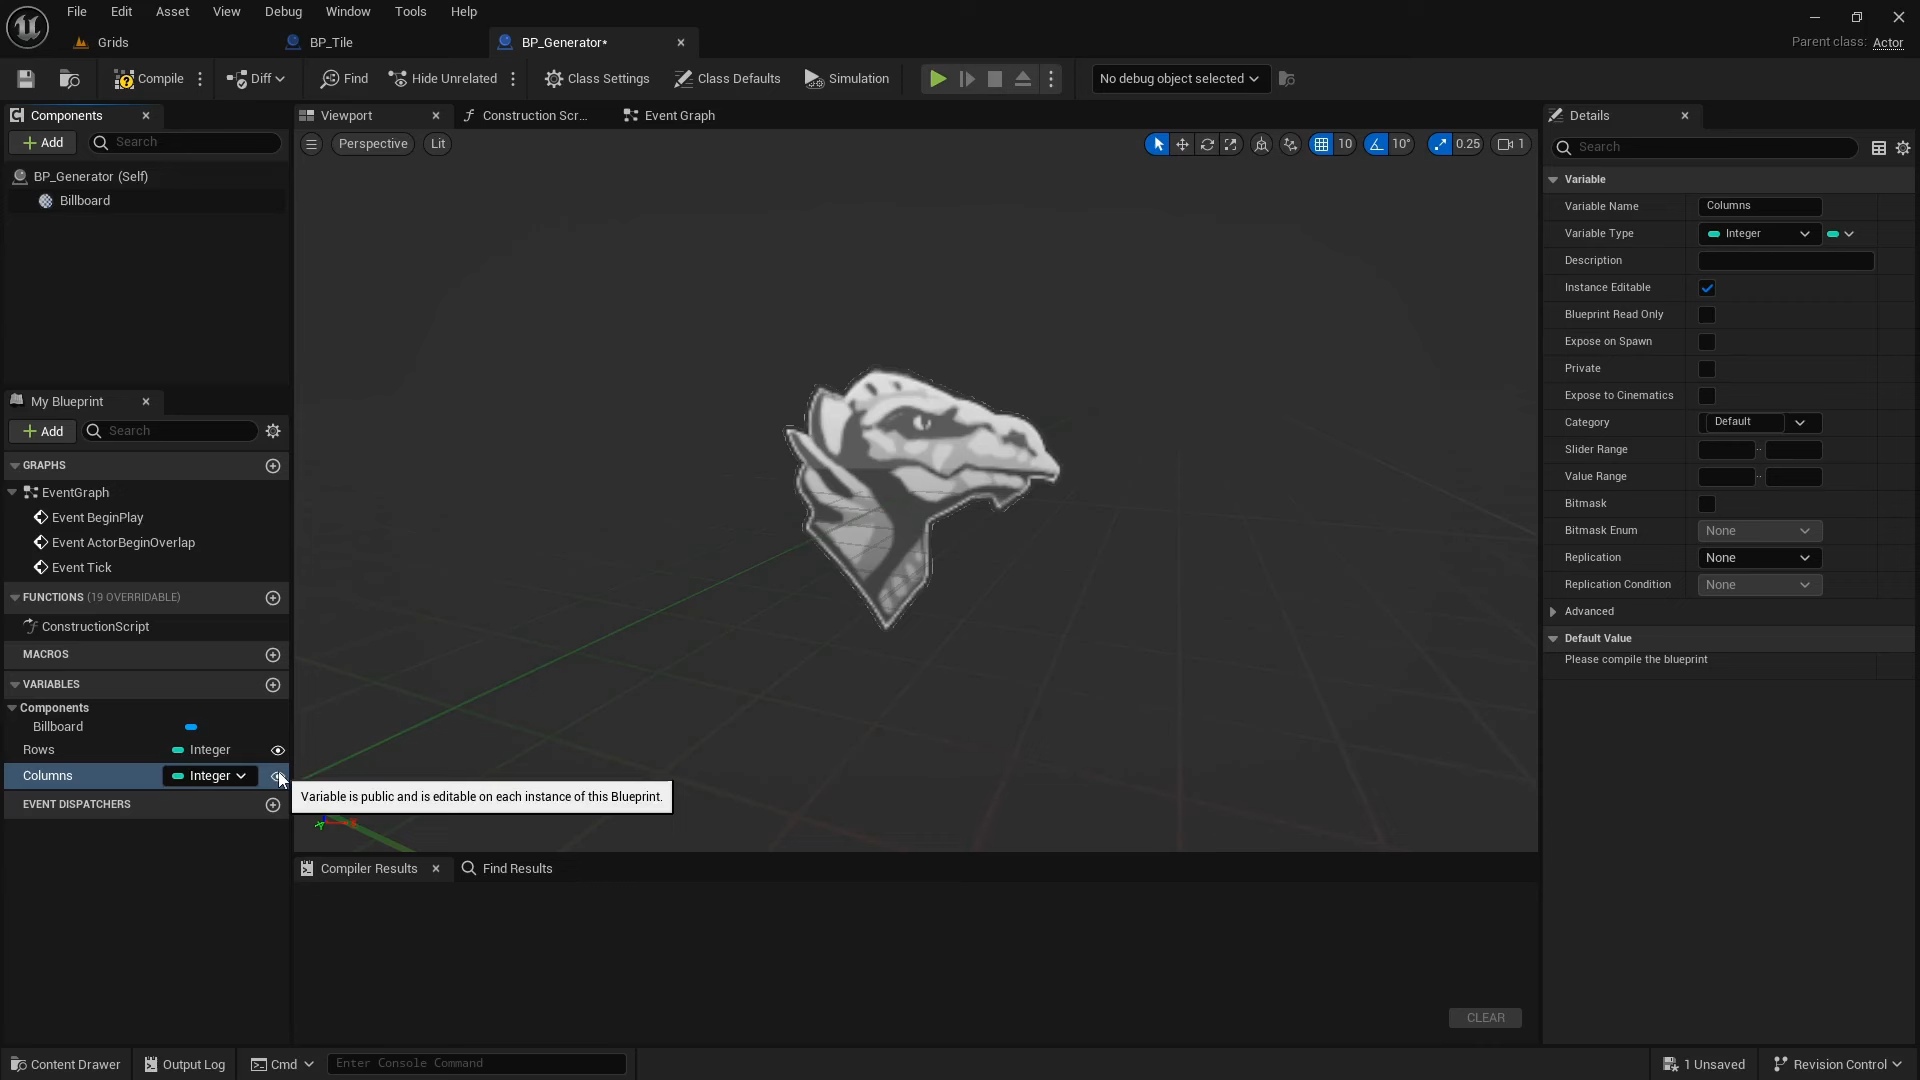 File Edit Asset View Debug Window Tools Help
Grids BP_Tile BP_Generator*
Parent class: Actor
Compile Diff Find Hide Unrelated Class Settings Class Defaults Simulation No debug object selected
Components
Add Search
BP_Generator (Self)
Billboard
My Blueprint
Add Search
GRAPHS
EventGraph
Event BeginPlay
Event ActorBeginOverlap
Event Tick
FUNCTIONS (19 OVERRIDABLE)
ConstructionScript
MACROS
VARIABLES
Components
Billboard
Rows Integer
Columns Integer
EVENT DISPATCHERS
Viewport Construction Scr... Event Graph
Perspective Lit 10 10° 0.25 1
Variable is public and is editable on each instance of this Blueprint.
Compiler Results Find Results
CLEAR
Details
Search
Variable
Variable Name Columns
Variable Type Integer
Description
Instance Editable
Blueprint Read Only
Expose on Spawn
Private
Expose to Cinematics
Category Default
Slider Range
Value Range
Bitmask
Bitmask Enum None
Replication None
Replication Condition None
Advanced
Default Value
Please compile the blueprint
Content Drawer Output Log Cmd Enter Console Command 1 Unsaved Revision Control